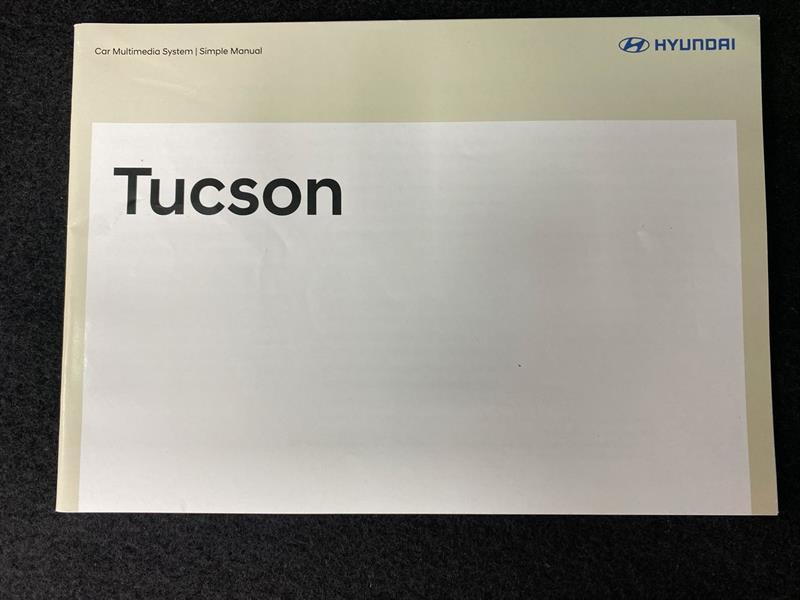 Car Multimedia System | Simple Manual
HYUNDAI
Tucson